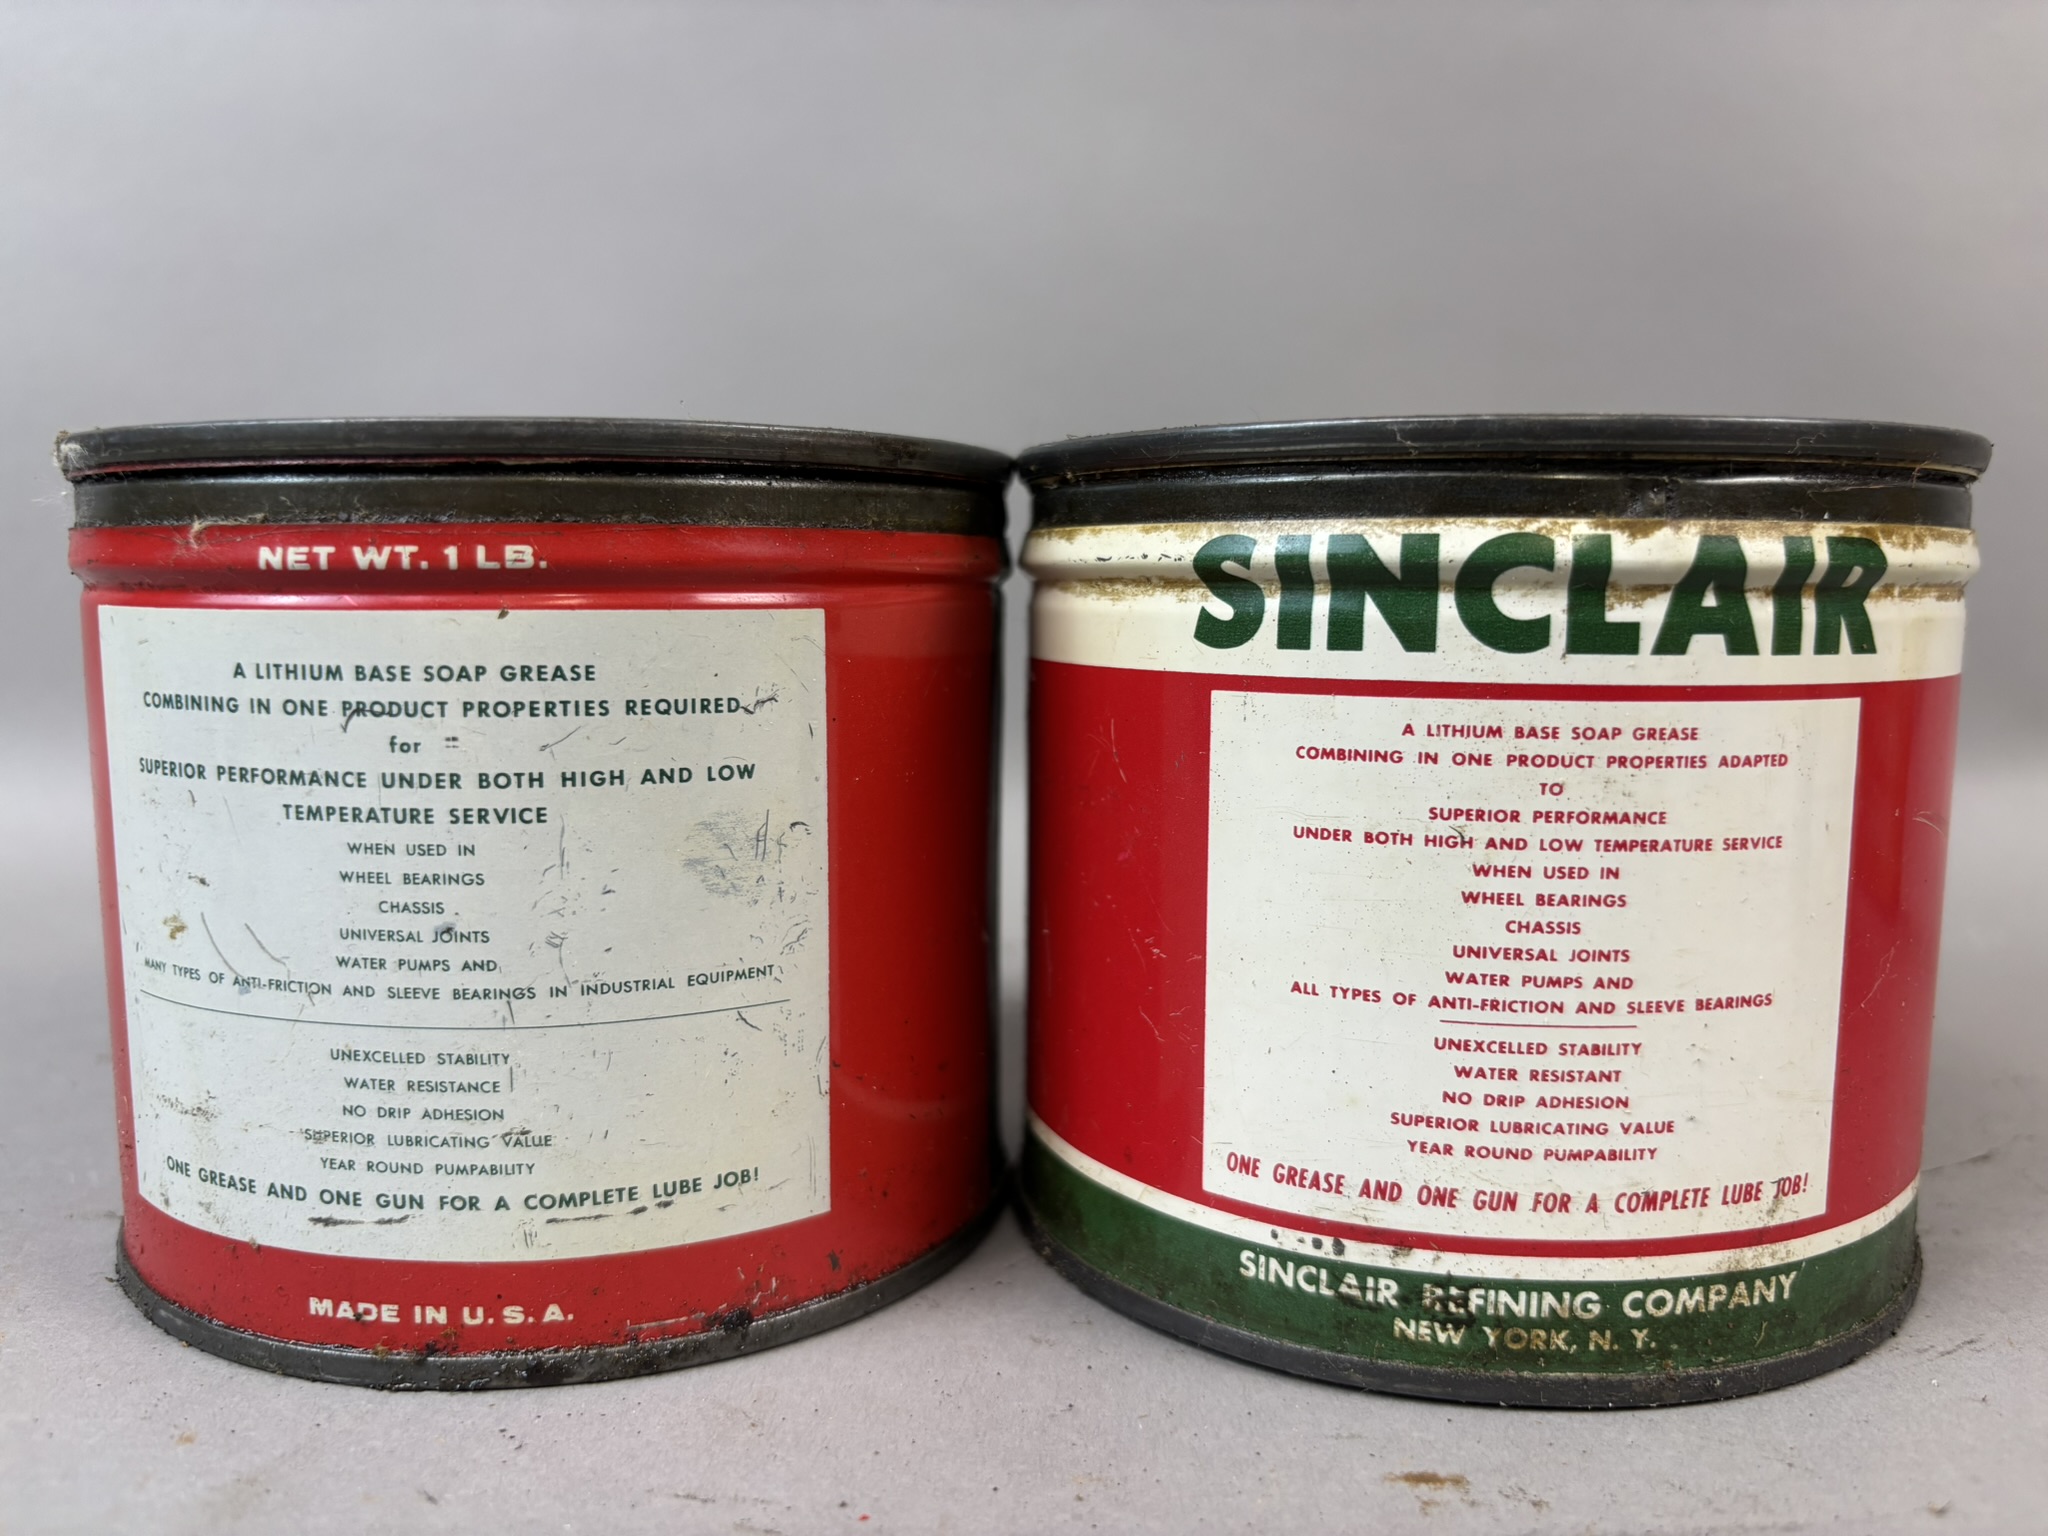 NET WT. 1 LB.
A LITHIUM BASE SOAP GREASE
COMBINING IN ONE PRODUCT PROPERTIES REQUIRED
for
SUPERIOR PERFORMANCE UNDER BOTH HIGH AND LOW
TEMPERATURE SERVICE
WHEN USED IN
WHEEL BEARINGS
CHASSIS
UNIVERSAL JOINTS
WATER PUMPS AND
MANY TYPES OF ANTI-FRICTION AND SLEEVE BEARINGS IN INDUSTRIAL EQUIPMENT
UNEXCELLED STABILITY
WATER RESISTANCE
NO DRIP ADHESION
SUPERIOR LUBRICATING VALUE
YEAR ROUND PUMPABILITY
ONE GREASE AND ONE GUN FOR A COMPLETE LUBE JOB!
MADE IN U.S.A.
SINCLAIR
A LITHIUM BASE SOAP GREASE
COMBINING IN ONE PRODUCT PROPERTIES ADAPTED
TO
SUPERIOR PERFORMANCE
UNDER BOTH HIGH AND LOW TEMPERATURE SERVICE
WHEN USED IN
WHEEL BEARINGS
CHASSIS
UNIVERSAL JOINTS
WATER PUMPS AND
ALL TYPES OF ANTI-FRICTION AND SLEEVE BEARINGS
UNEXCELLED STABILITY
WATER RESISTANT
NO DRIP ADHESION
SUPERIOR LUBRICATING VALUE
YEAR ROUND PUMPABILITY
ONE GREASE AND ONE GUN FOR A COMPLETE LUBE JOB!
SINCLAIR REFINING COMPANY
NEW YORK, N. Y.